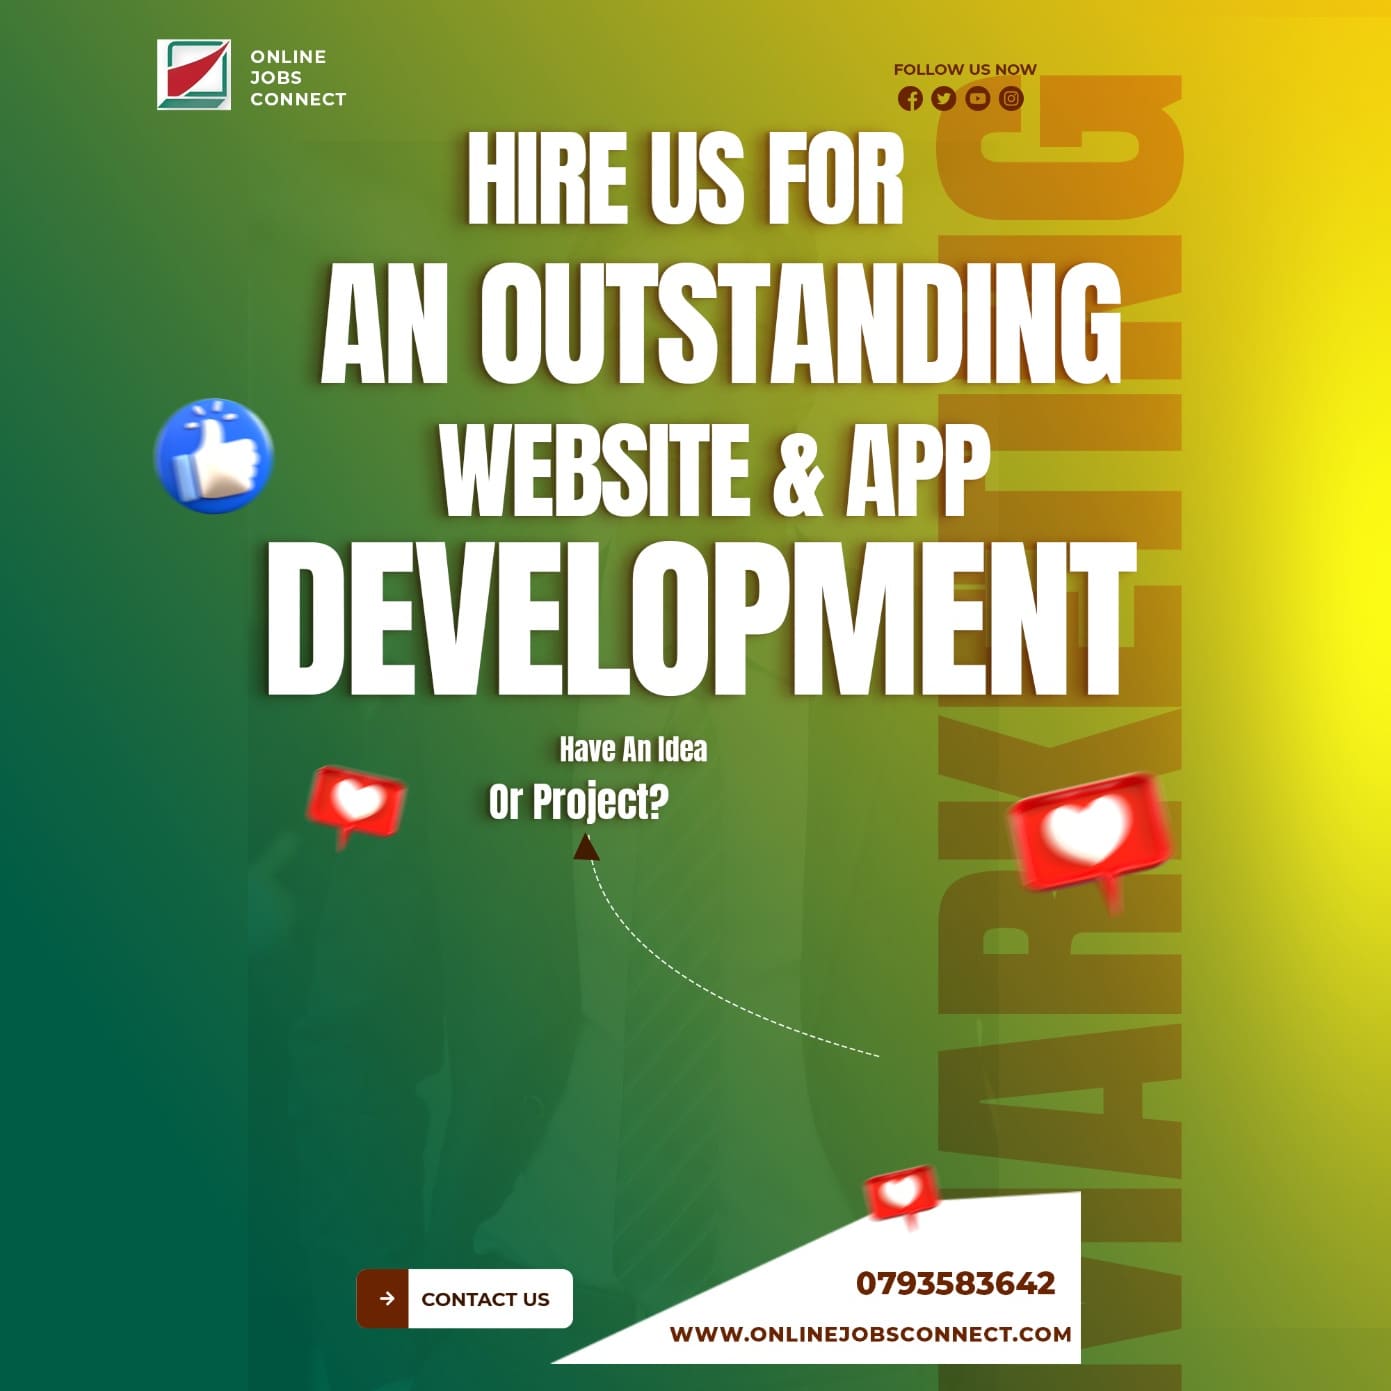 ONLINE
JOBS
CONNECT
FOLLOW US NOW
HIRE US FOR
AN OUTSTANDING
WEBSITE & APP
DEVELOPMENT
MARKETING
Have An Idea
Or Project?
CONTACT US
0793583642
WWW.ONLINEJOBSCONNECT.COM